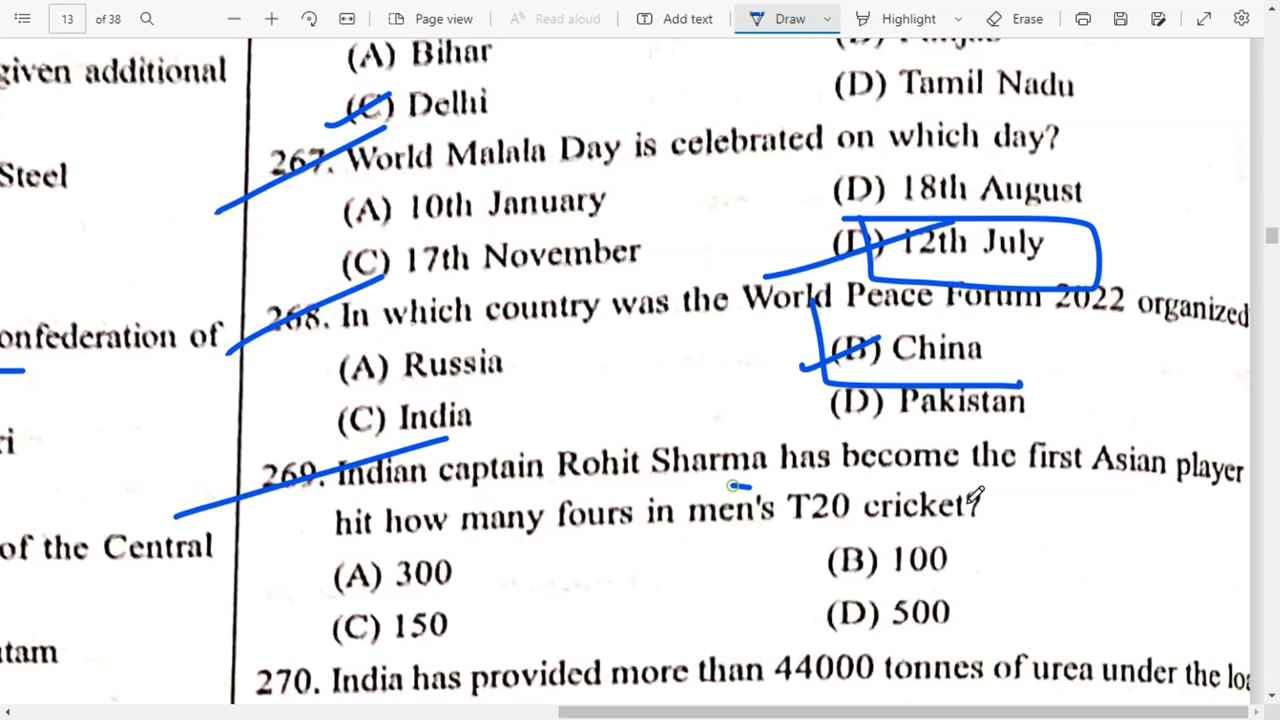 13 of 38 Page view Read aloud Add text Draw Highlight Erase
given additional
Steel
onfederation of
ri
of the Central
atam
(A) Bihar
(C) Delhi (D) Tamil Nadu
267. World Malala Day is celebrated on which day?
(A) 10th January (D) 18th August
(C) 17th November 12th July
268. In which country was the World Peace Forum 2022 organized
(A) Russia (B) China
(C) India (D) Pakistan
269. Indian captain Rohit Sharma has become the first Asian player
hit how many fours in men's T20 cricket?
(A) 300 (B) 100
(C) 150 (D) 500
270. India has provided more than 44000 tonnes of urea under the loa